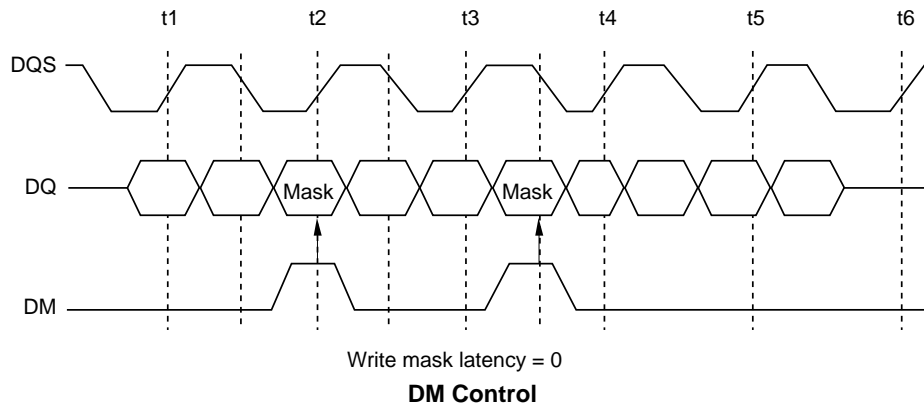 t1 t2 t3 t4 t5 t6
DQS
DQ Mask Mask
DM
Write mask latency = 0
DM Control